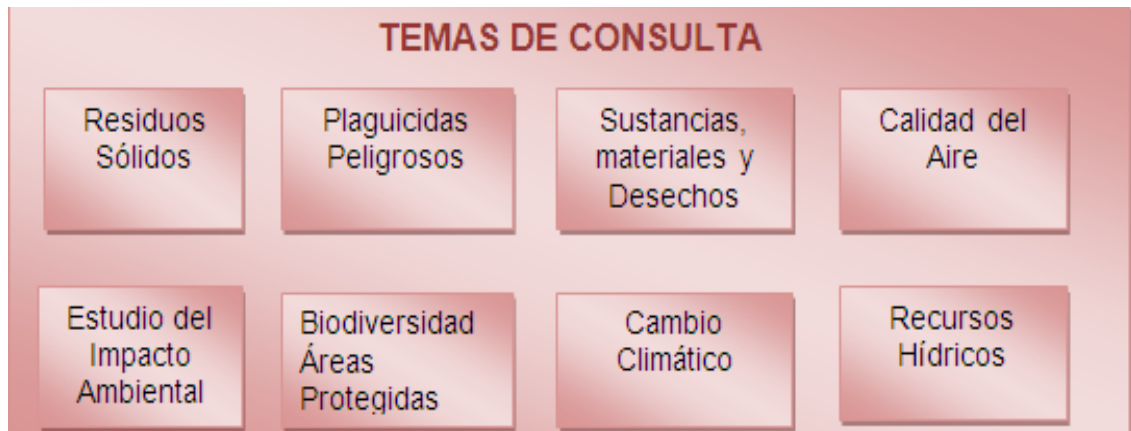 TEMAS DE CONSULTA
Residuos
Sólidos
Plaguicidas
Peligrosos
Sustancias,
materiales y
Desechos
Calidad del
Aire
Estudio del
Impacto
Ambiental
Biodiversidad
Áreas
Protegidas
Cambio
Climático
Recursos
Hídricos